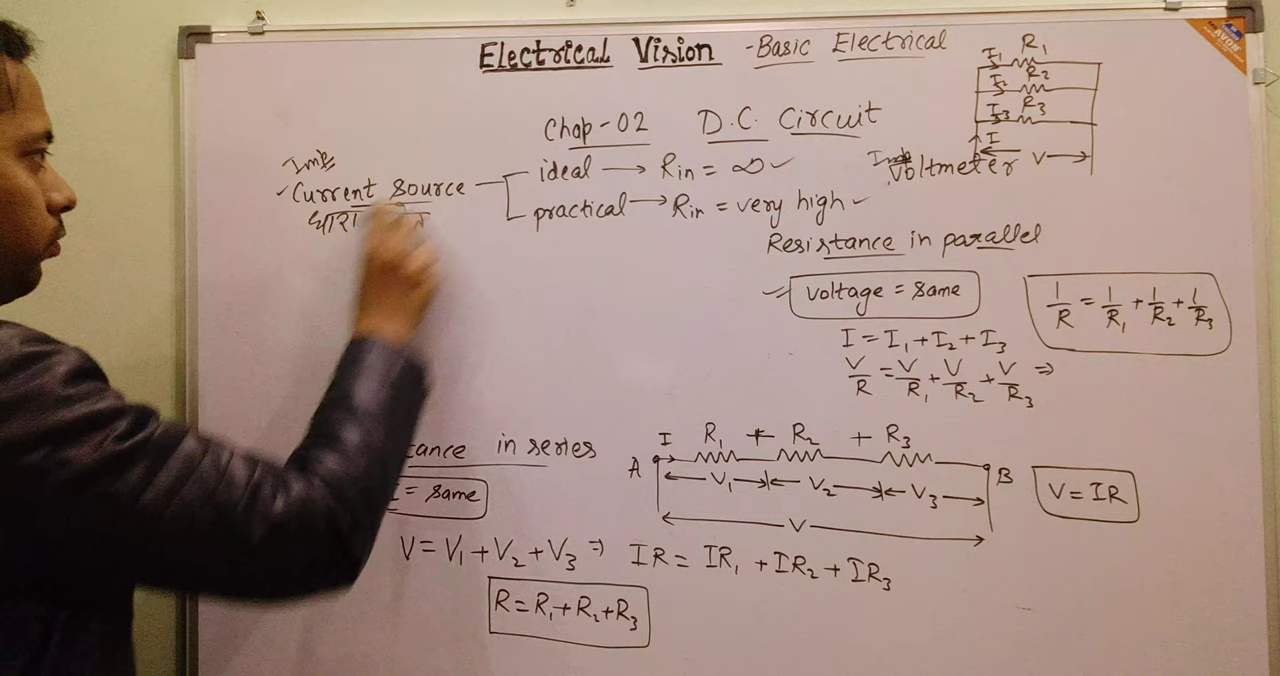 Electrical Vision - Basic Electrical
I₁ R₁
I₂ R₂
I₃ R₃
I
V
Chap-02 D.C. Circuit
Imp
✓ Current Source
धारा
ideal → Rin = ∞ ✓
practical → Rin = very high ✓
Imp
Voltmeter
Resistance in parallel
voltage = same
1/R = 1/R₁ + 1/R₂ + 1/R₃
I = I₁ + I₂ + I₃
V/R = V/R₁ + V/R₂ + V/R₃ ⇒
in series
= same
I R₁ + R₂ + R₃
A B
V₁ V₂ V₃
V
V = IR
V = V₁ + V₂ + V₃ ⇒ IR = IR₁ + IR₂ + IR₃
R = R₁ + R₂ + R₃
AVON